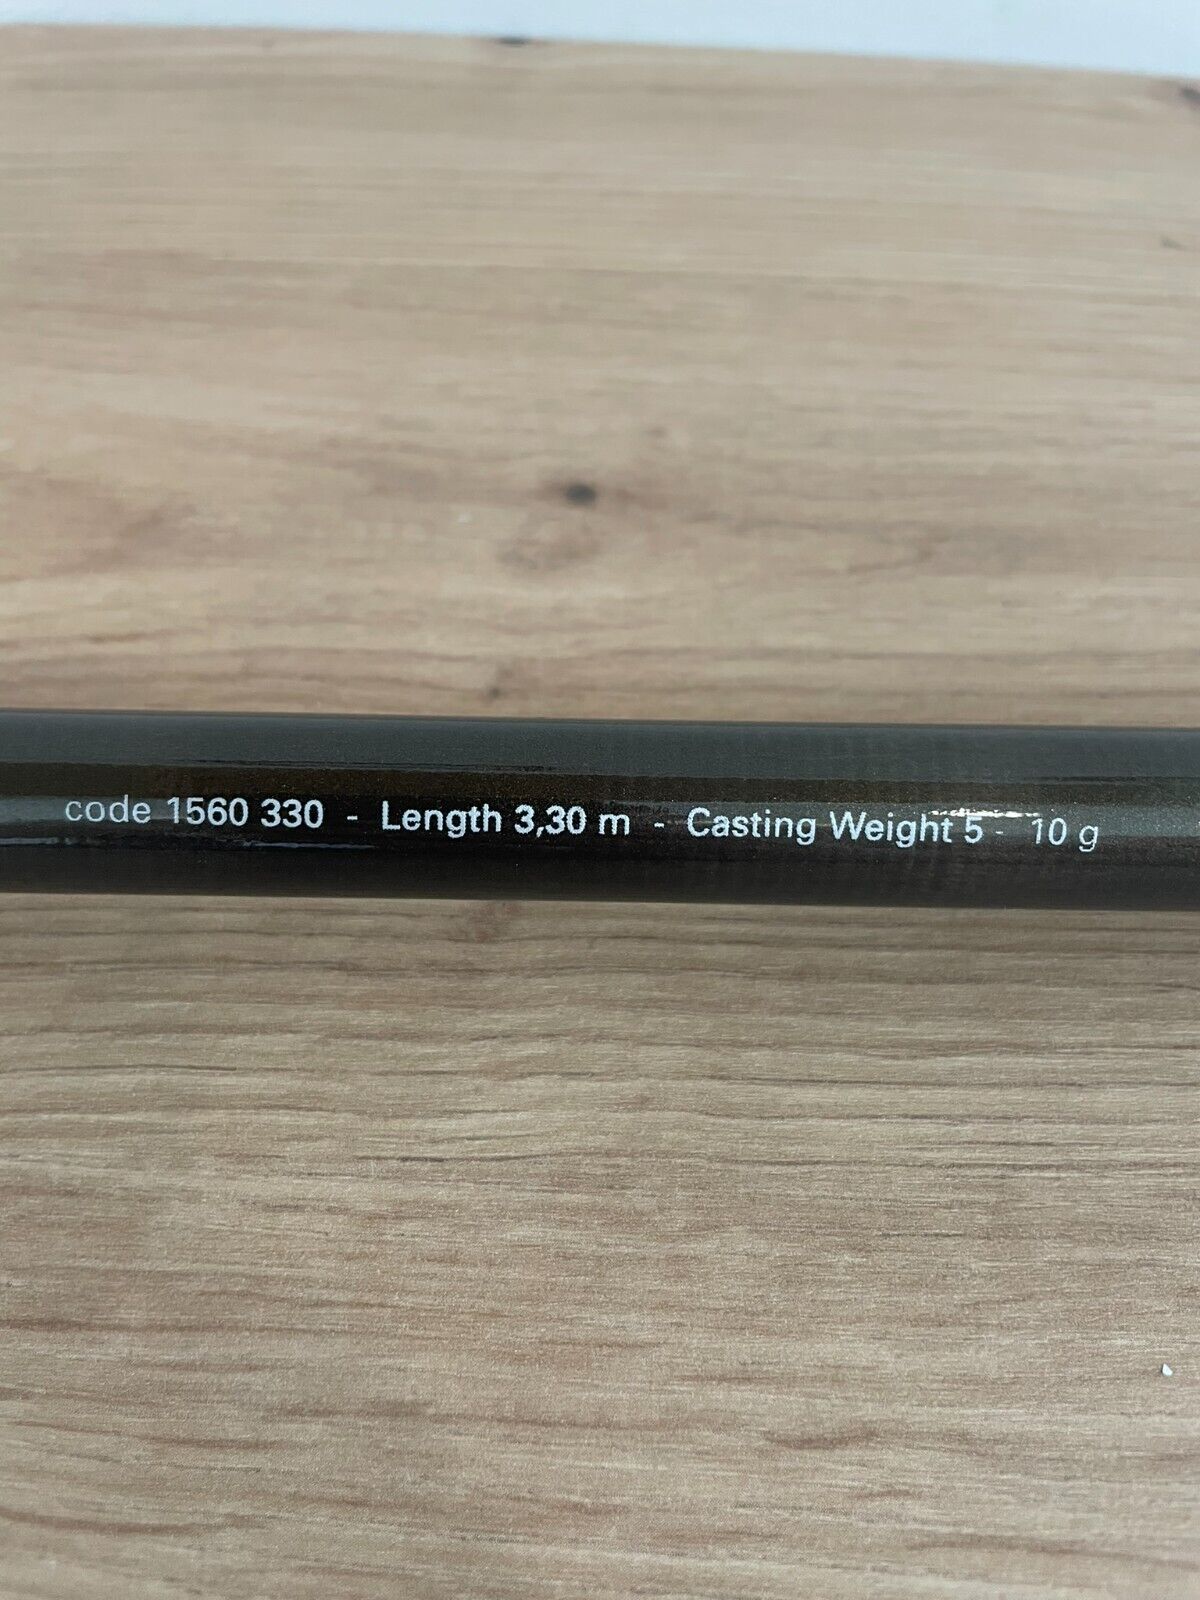 code 1560 330 - Length 3,30 m - Casting Weight 5 - 10 g